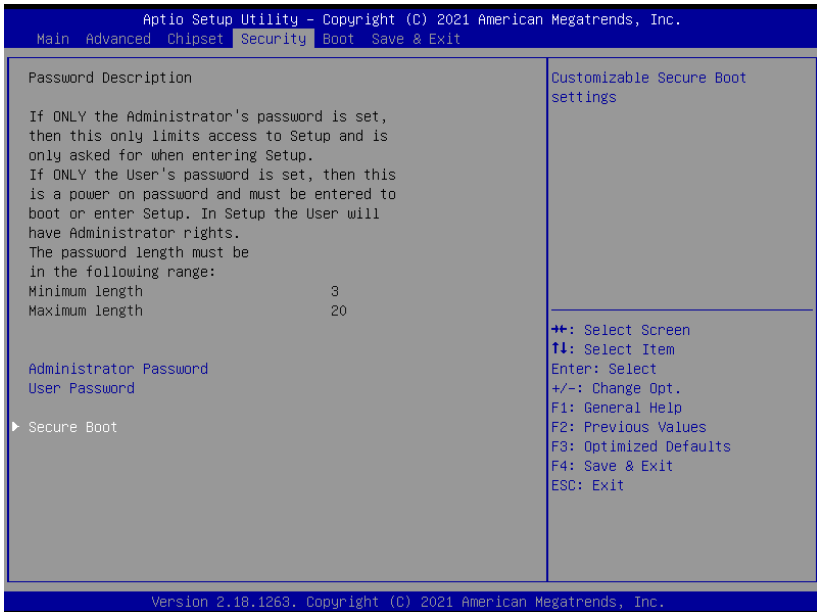 Aptio Setup Utility – Copyright (C) 2021 American Megatrends, Inc.
Main Advanced Chipset Security Boot Save & Exit
Password Description
If ONLY the Administrator's password is set,
then this only limits access to Setup and is
only asked for when entering Setup.
If ONLY the User's password is set, then this
is a power on password and must be entered to
boot or enter Setup. In Setup the User will
have Administrator rights.
The password length must be
in the following range:
Minimum length 3
Maximum length 20
Administrator Password
User Password
Secure Boot
Customizable Secure Boot
settings
→←: Select Screen
↑↓: Select Item
Enter: Select
+/-: Change Opt.
F1: General Help
F2: Previous Values
F3: Optimized Defaults
F4: Save & Exit
ESC: Exit
Version 2.18.1263. Copyright (C) 2021 American Megatrends, Inc.